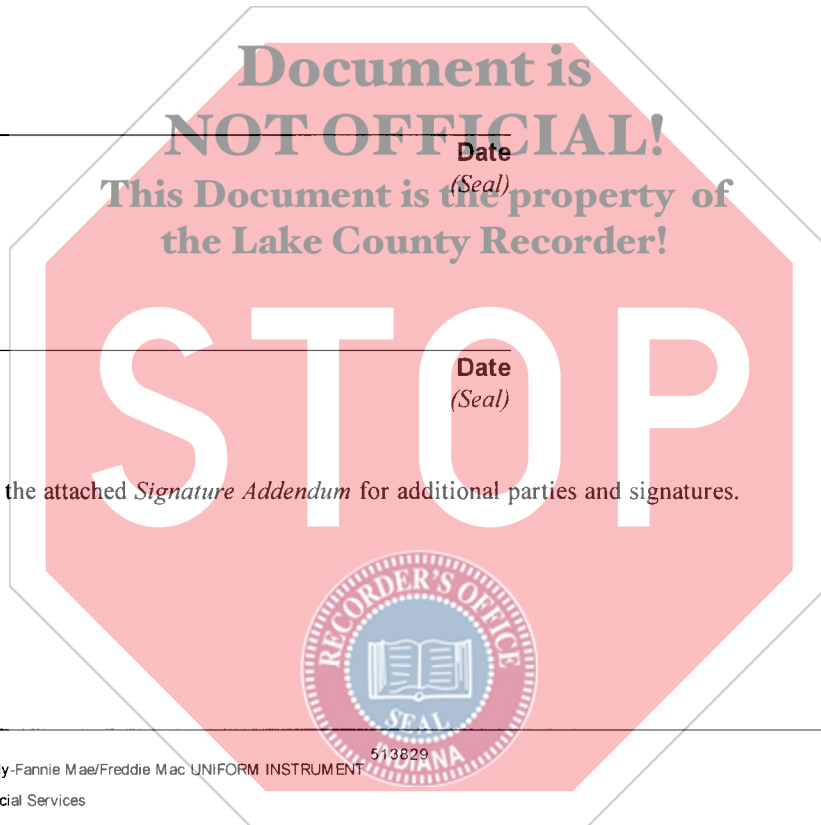 Document is
NOT OFFICIAL!
Date
(Seal)
This Document is the property of
the Lake County Recorder!
STOP
Date
(Seal)
the attached Signature Addendum for additional parties and signatures.
RECORDER'S OFFICE
SEAL
INDIANA
513829
ly-Fannie Mae/Freddie Mac UNIFORM INSTRUMENT
cial Services